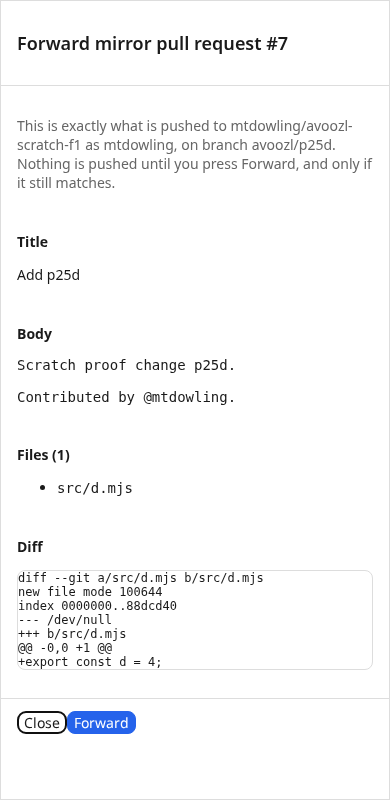 Forward mirror pull request #7
This is exactly what is pushed to mtdowling/avoozl-
scratch-f1 as mtdowling, on branch avoozl/p25d.
Nothing is pushed until you press Forward, and only if
it still matches.
Title
Add p25d
Body
Scratch proof change p25d.
Contributed by @mtdowling.
Files (1)
• src/d.mjs
Diff
diff --git a/src/d.mjs b/src/d.mjs
new file mode 100644
index 0000000..88dcd40
--- /dev/null
+++ b/src/d.mjs
@@ -0,0 +1 @@
+export const d = 4;
Close Forward